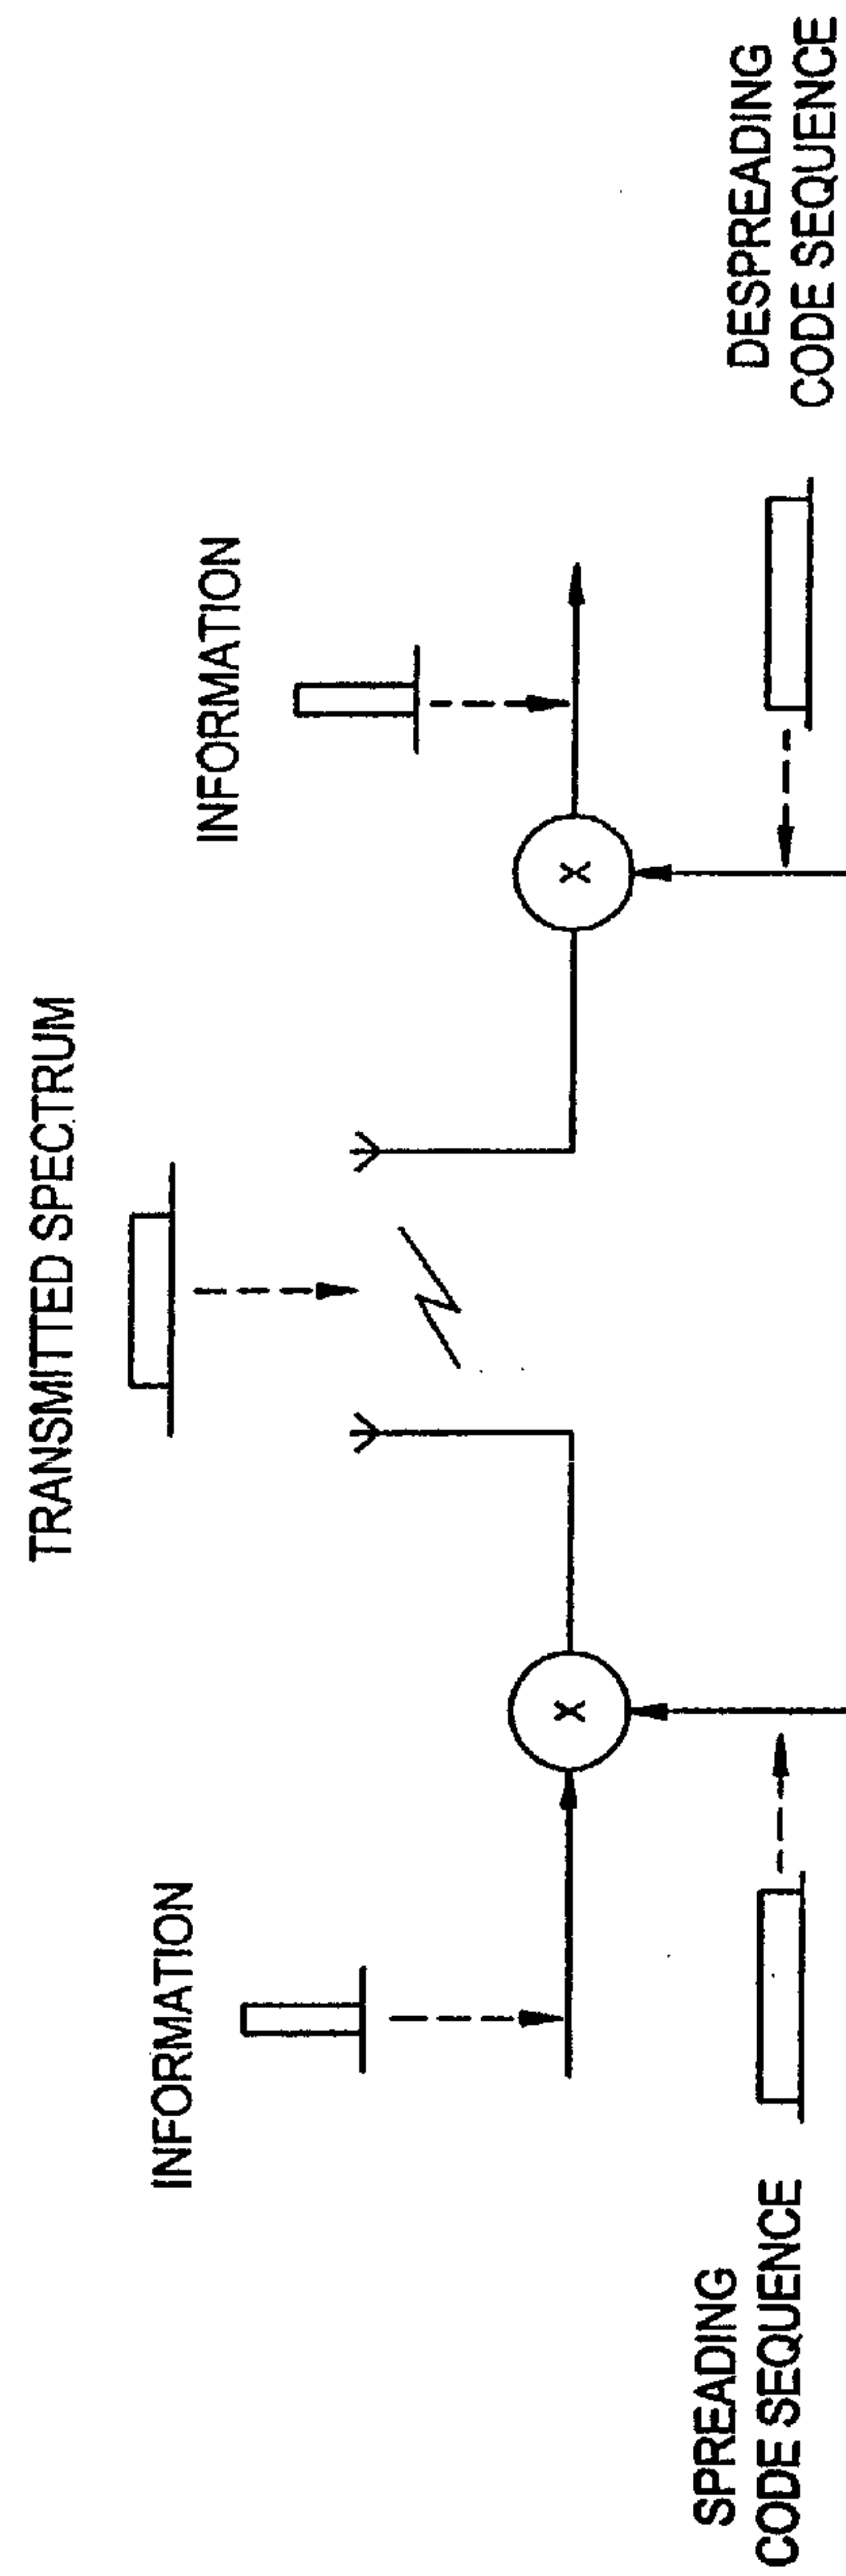 TRANSMITTED SPECTRUM
INFORMATION
INFORMATION
X
X
SPREADING
CODE SEQUENCE
DESPREADING
CODE SEQUENCE